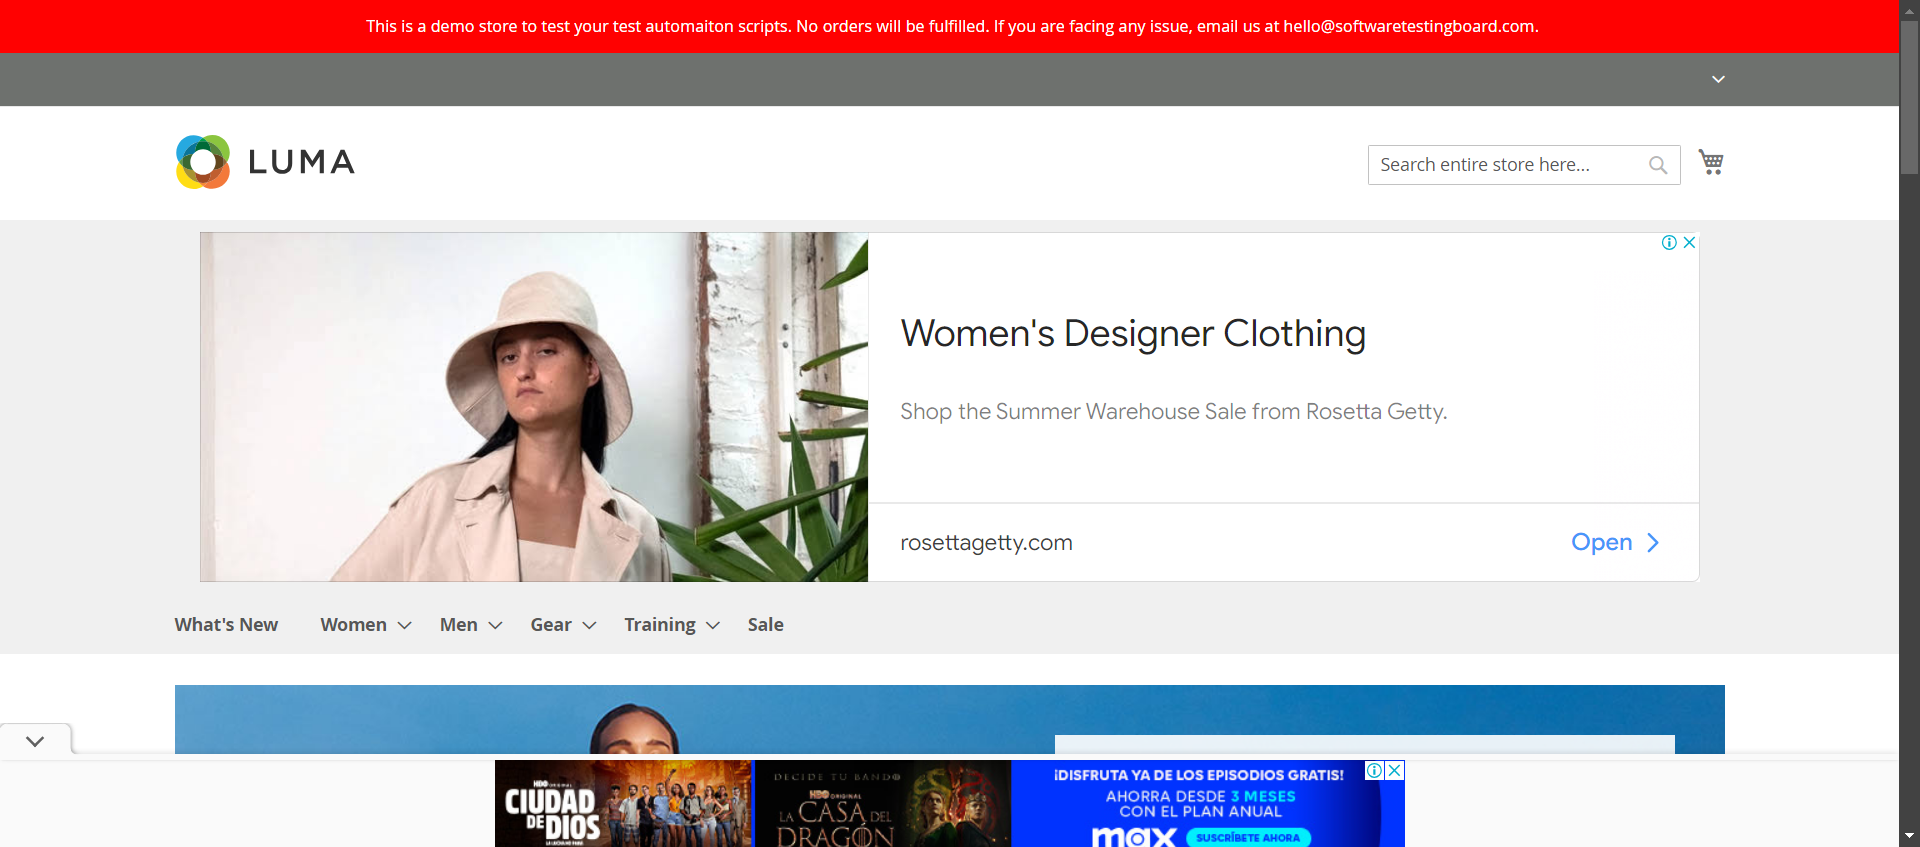 This is a demo store to test your test automaiton scripts. No orders will be fulfilled. If you are facing any issue, email us at hello@softwaretestingboard.com.
LUMA
Search entire store here...
Women's Designer Clothing
Shop the Summer Warehouse Sale from Rosetta Getty.
rosettagetty.com
Open
What's New
Women
Men
Gear
Training
Sale
HBO ORIGINAL
CIUDAD
DE DIOS
DECIDE TU BANDO
HBO ORIGINAL
LA CASA DEL
DRAGÓN
¡DISFRUTA YA DE LOS EPISODIOS GRATIS!
AHORRA DESDE 3 MESES
CON EL PLAN ANUAL
max
SUSCRÍBETE AHORA